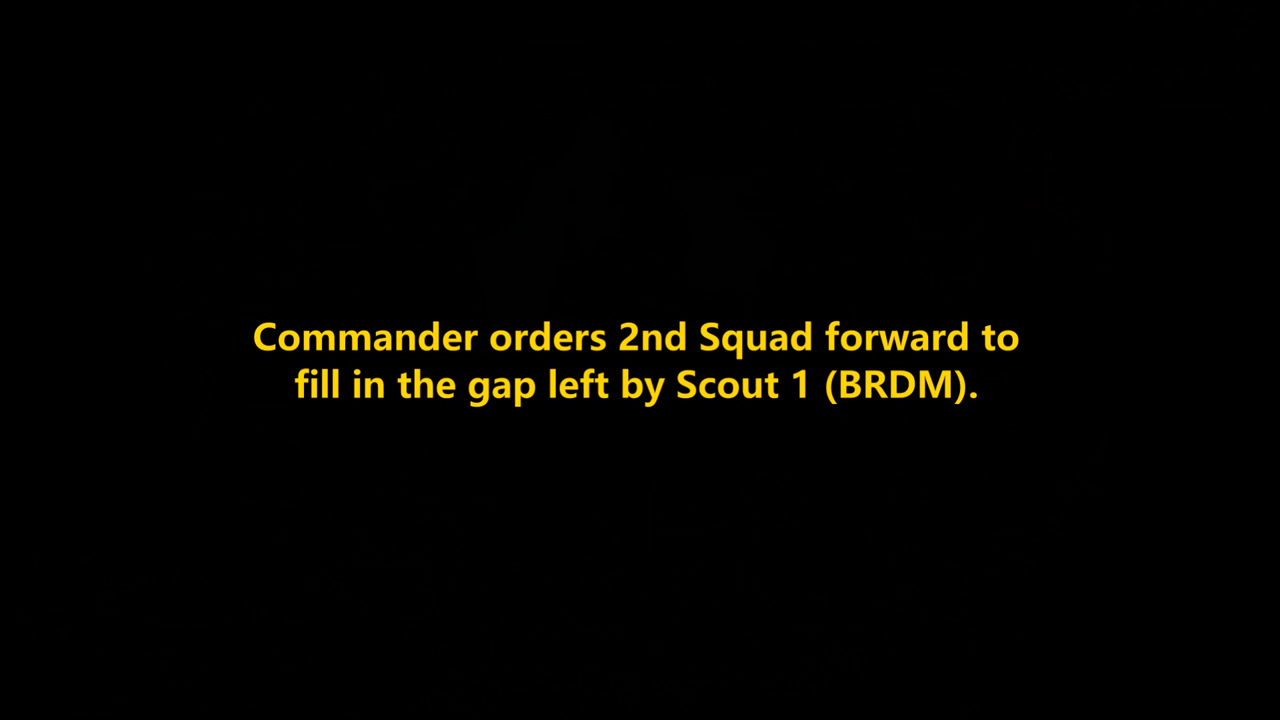 Commander orders 2nd Squad forward to
fill in the gap left by Scout 1 (BRDM).